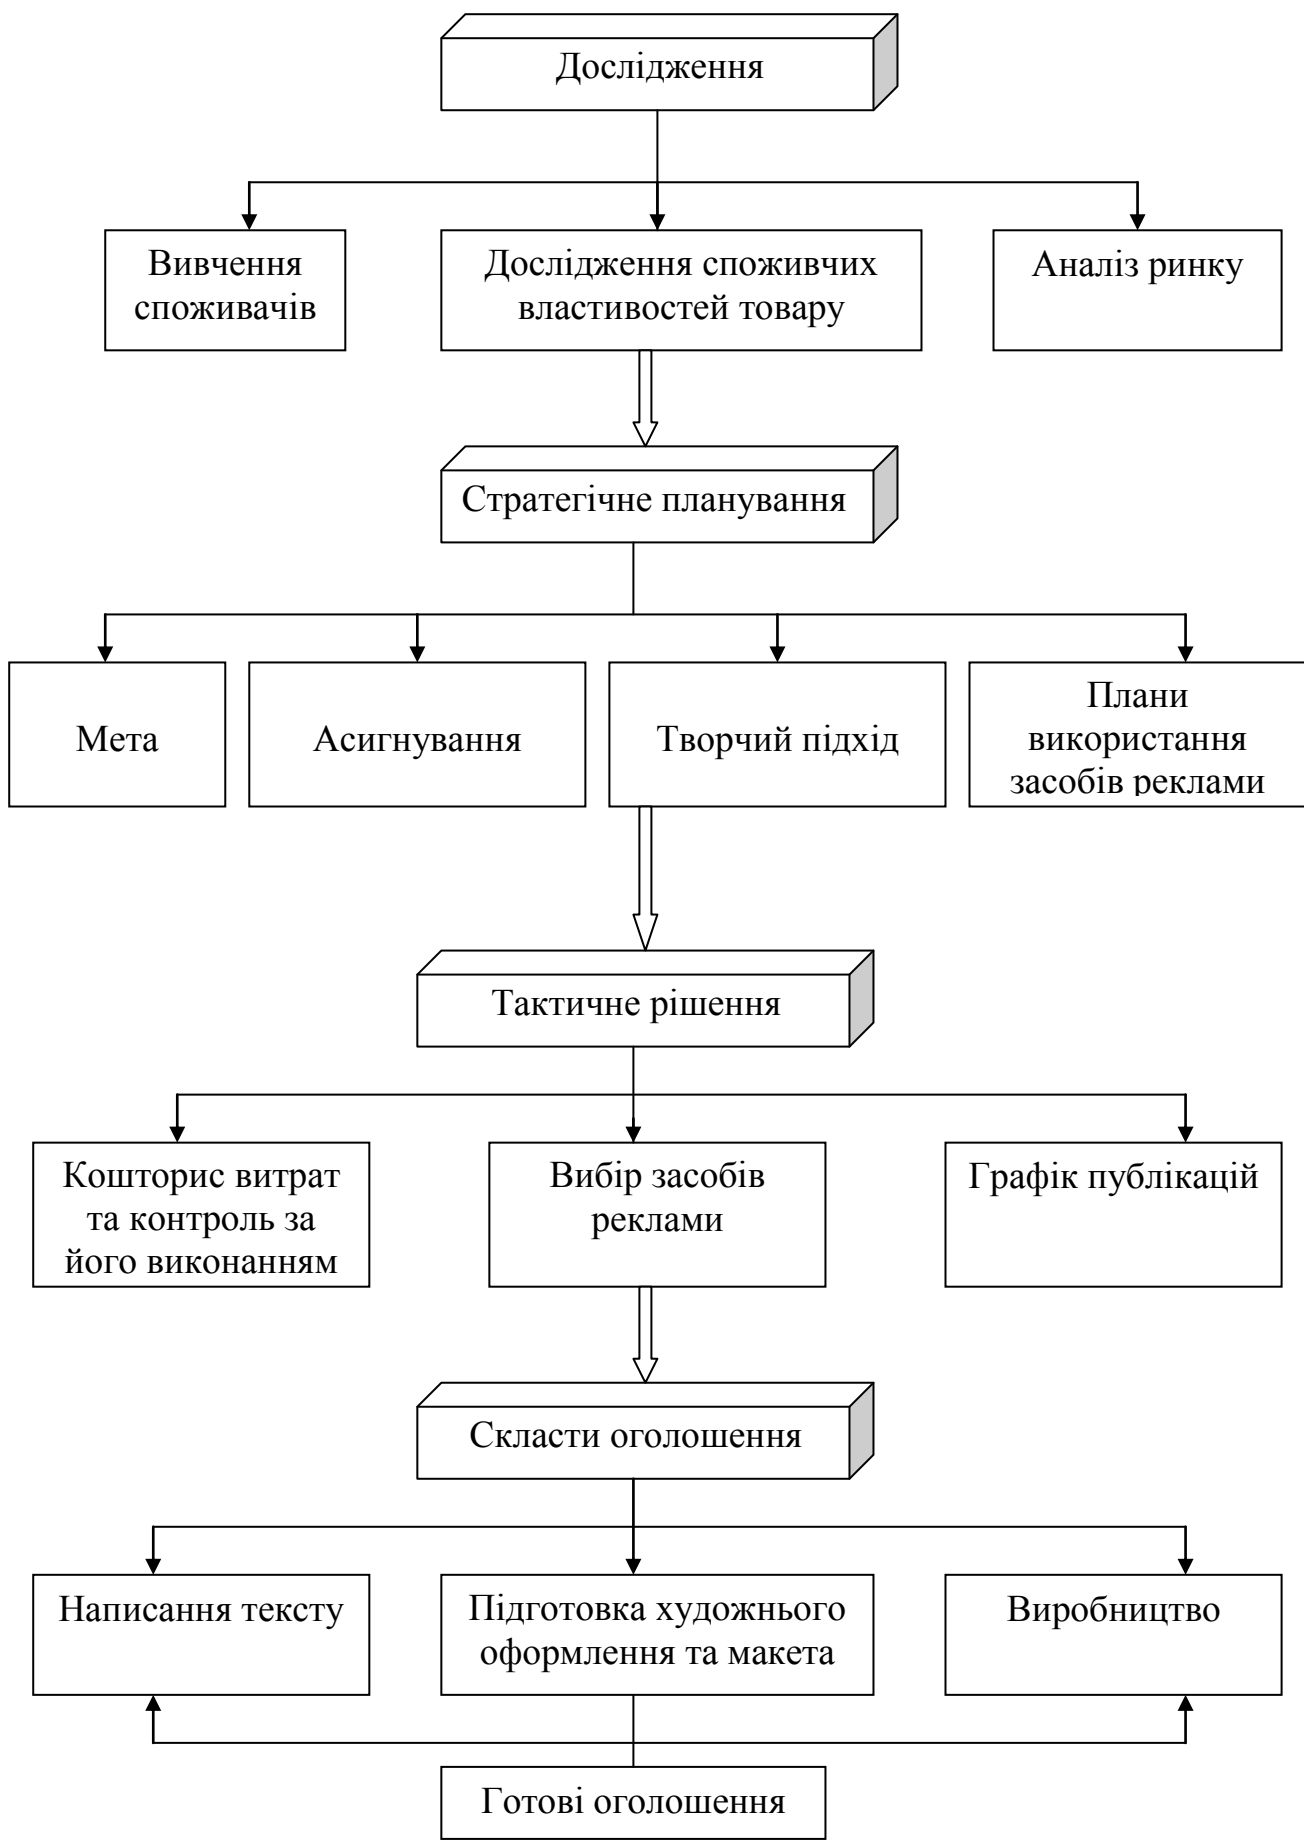 Дослідження
Вивчення
споживачів
Дослідження споживчих
властивостей товару
Аналіз ринку
Стратегічне планування
Мета
Асигнування
Творчий підхід
Плани
використання
засобів реклами
Тактичне рішення
Кошторис витрат
та контроль за
його виконанням
Вибір засобів
реклами
Графік публікацій
Скласти оголошення
Написання тексту
Підготовка художнього
оформлення та макета
Виробництво
Готові оголошення